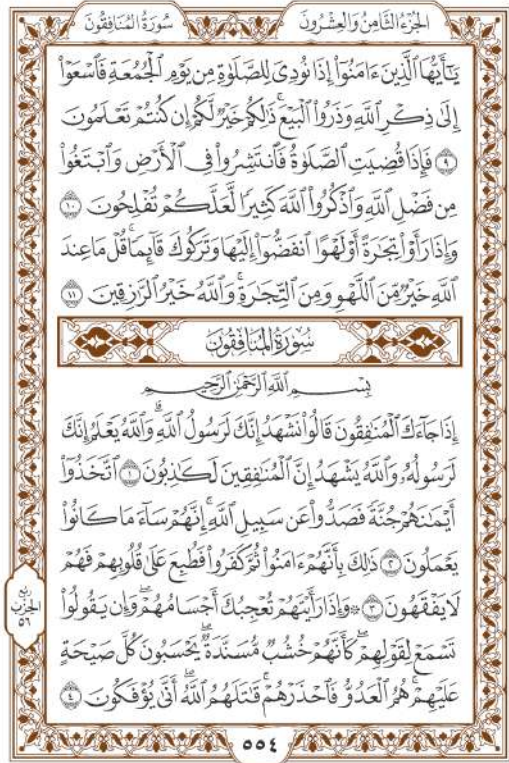 الجُزْءُ الثَّامِنُ وَالعِشْرُونَ
سُورَةُ المُنَافِقُونَ
يَـٰٓأَيُّهَا ٱلَّذِينَ ءَامَنُوٓا۟ إِذَا نُودِىَ لِلصَّلَوٰةِ مِن يَوْمِ ٱلْجُمُعَةِ فَٱسْعَوْا۟
إِلَىٰ ذِكْرِ ٱللَّهِ وَذَرُوا۟ ٱلْبَيْعَ ۚ ذَٰلِكُمْ خَيْرٌ لَّكُمْ إِن كُنتُمْ تَعْلَمُونَ
٩ فَإِذَا قُضِيَتِ ٱلصَّلَوٰةُ فَٱنتَشِرُوا۟ فِى ٱلْأَرْضِ وَٱبْتَغُوا۟
مِن فَضْلِ ٱللَّهِ وَٱذْكُرُوا۟ ٱللَّهَ كَثِيرًا لَّعَلَّكُمْ تُفْلِحُونَ ١٠
وَإِذَا رَأَوْا۟ تِجَـٰرَةً أَوْ لَهْوًا ٱنفَضُّوٓا۟ إِلَيْهَا وَتَرَكُوكَ قَآئِمًا ۚ قُلْ مَا عِندَ
ٱللَّهِ خَيْرٌ مِّنَ ٱللَّهْوِ وَمِنَ ٱلتِّجَـٰرَةِ ۚ وَٱللَّهُ خَيْرُ ٱلرَّٰزِقِينَ ١١
سُورَةُ المُنَافِقُونَ
بِسْمِ ٱللَّهِ ٱلرَّحْمَـٰنِ ٱلرَّحِيمِ
إِذَا جَآءَكَ ٱلْمُنَـٰفِقُونَ قَالُوا۟ نَشْهَدُ إِنَّكَ لَرَسُولُ ٱللَّهِ ۗ وَٱللَّهُ يَعْلَمُ إِنَّكَ
لَرَسُولُهُۥ وَٱللَّهُ يَشْهَدُ إِنَّ ٱلْمُنَـٰفِقِينَ لَكَـٰذِبُونَ ١ ٱتَّخَذُوٓا۟
أَيْمَـٰنَهُمْ جُنَّةً فَصَدُّوا۟ عَن سَبِيلِ ٱللَّهِ ۚ إِنَّهُمْ سَآءَ مَا كَانُوا۟
يَعْمَلُونَ ٢ ذَٰلِكَ بِأَنَّهُمْ ءَامَنُوا۟ ثُمَّ كَفَرُوا۟ فَطُبِعَ عَلَىٰ قُلُوبِهِمْ فَهُمْ
لَا يَفْقَهُونَ ٣ ۞ وَإِذَا رَأَيْتَهُمْ تُعْجِبُكَ أَجْسَامُهُمْ ۖ وَإِن يَقُولُوا۟
تَسْمَعْ لِقَوْلِهِمْ ۖ كَأَنَّهُمْ خُشُبٌ مُّسَنَّدَةٌ ۖ يَحْسَبُونَ كُلَّ صَيْحَةٍ
عَلَيْهِمْ ۚ هُمُ ٱلْعَدُوُّ فَٱحْذَرْهُمْ ۚ قَـٰتَلَهُمُ ٱللَّهُ ۖ أَنَّىٰ يُؤْفَكُونَ ٤
ربع
الحزب
٥٦
٥٥٤